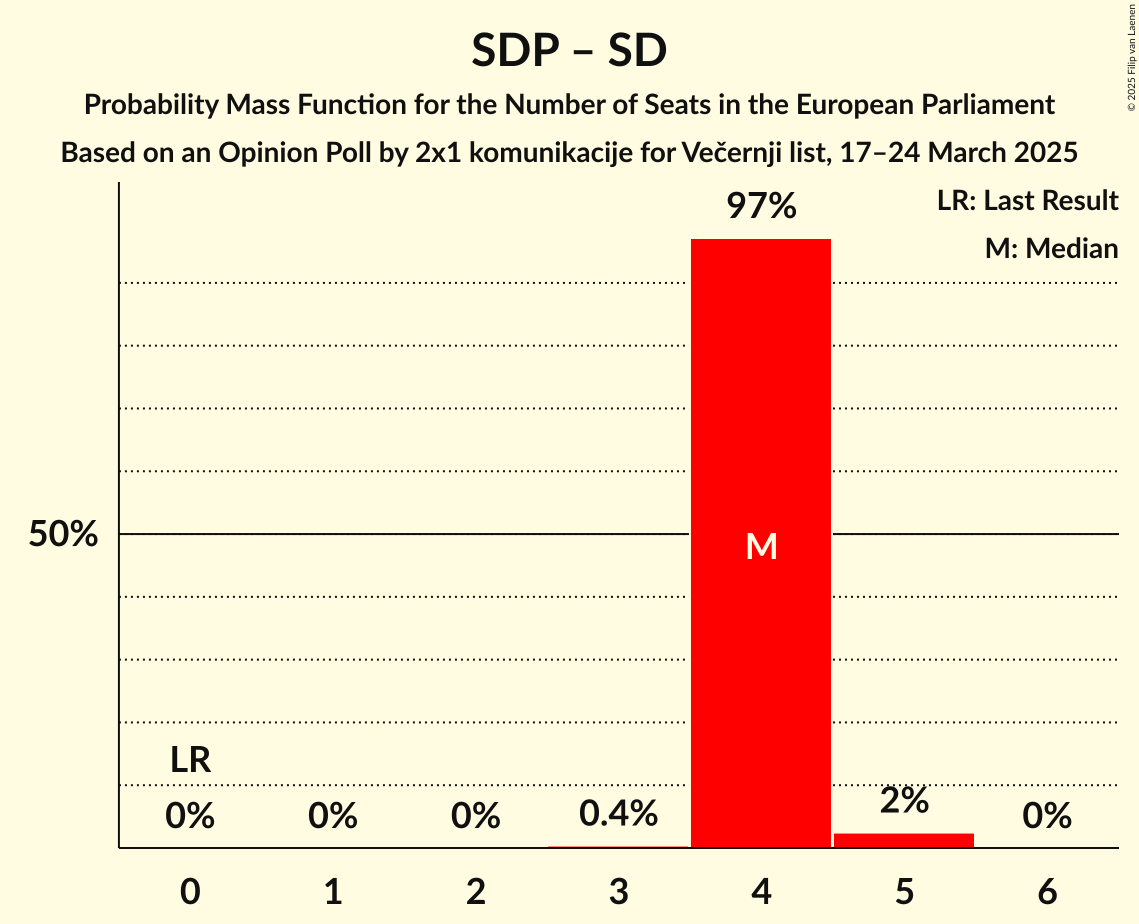 SDP – SD
Probability Mass Function for the Number of Seats in the European Parliament
Based on an Opinion Poll by 2x1 komunikacije for Večernji list, 17–24 March 2025
© 2025 Filip van Laenen
LR: Last Result
M: Median
97%
50%
M
LR
0% 0% 0% 0.4% 2% 0%
0 1 2 3 4 5 6